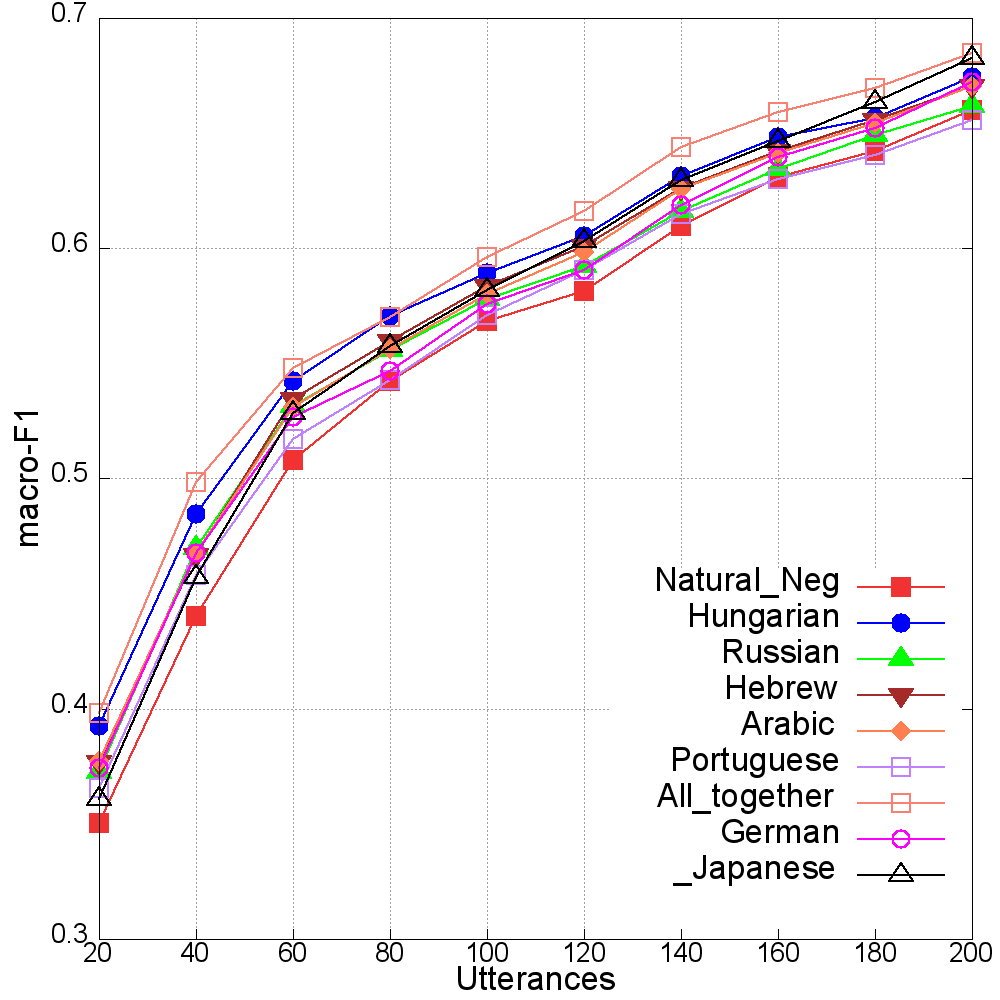 0.7
0.6
0.5
0.4
0.3
macro-F1
Natural_Neg
Hungarian
Russian
Hebrew
Arabic
Portuguese
All_together
German
_Japanese
20 40 60 80 100 120 140 160 180 200
Utterances